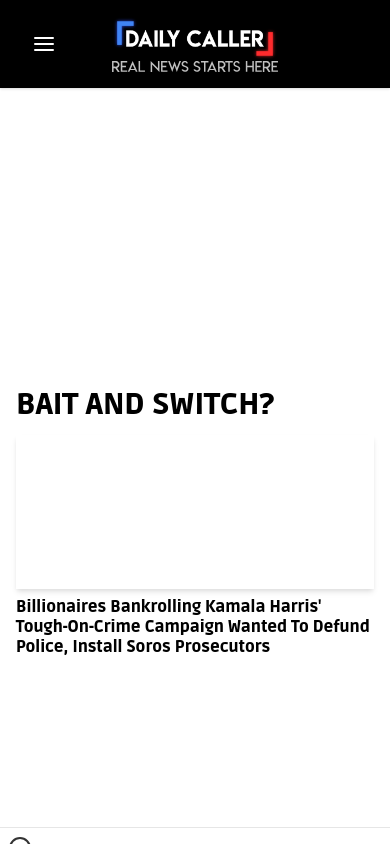 DAILY CALLER
REAL NEWS STARTS HERE
BAIT AND SWITCH?
Billionaires Bankrolling Kamala Harris'
Tough-On-Crime Campaign Wanted To Defund
Police, Install Soros Prosecutors